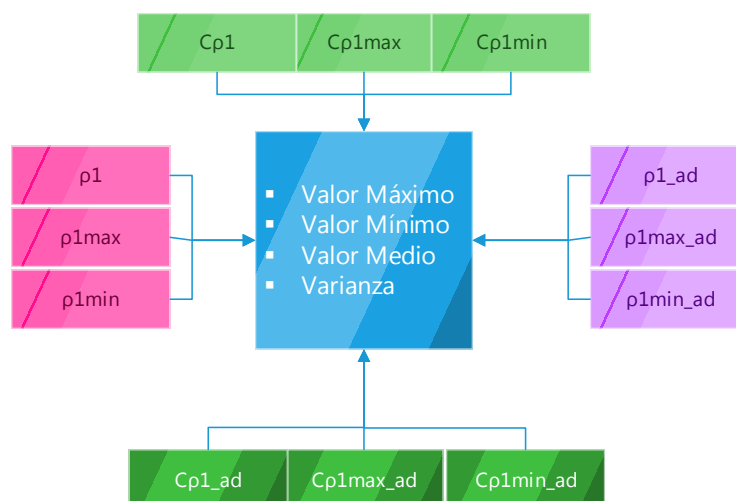 Cρ1 Cρ1max Cρ1min
ρ1
ρ1max
ρ1min
▪ Valor Máximo
▪ Valor Mínimo
▪ Valor Medio
▪ Varianza
ρ1_ad
ρ1max_ad
ρ1min_ad
Cρ1_ad Cρ1max_ad Cρ1min_ad